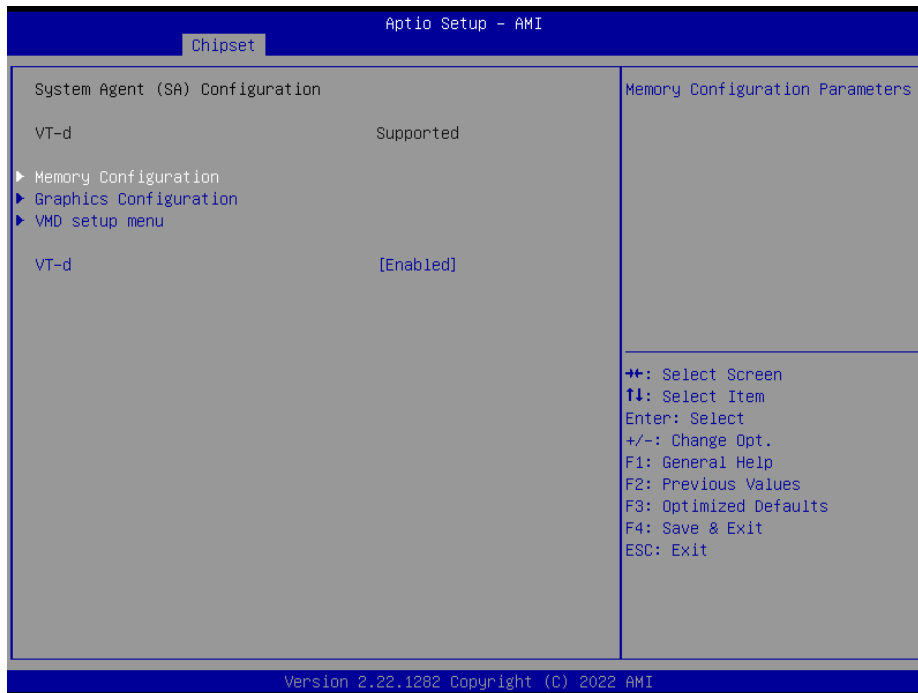 Aptio Setup – AMI
Chipset
System Agent (SA) Configuration
VT-d Supported
▶ Memory Configuration
▶ Graphics Configuration
▶ VMD setup menu
VT-d [Enabled]
Memory Configuration Parameters
→←: Select Screen
↑↓: Select Item
Enter: Select
+/-: Change Opt.
F1: General Help
F2: Previous Values
F3: Optimized Defaults
F4: Save & Exit
ESC: Exit
Version 2.22.1282 Copyright (C) 2022 AMI